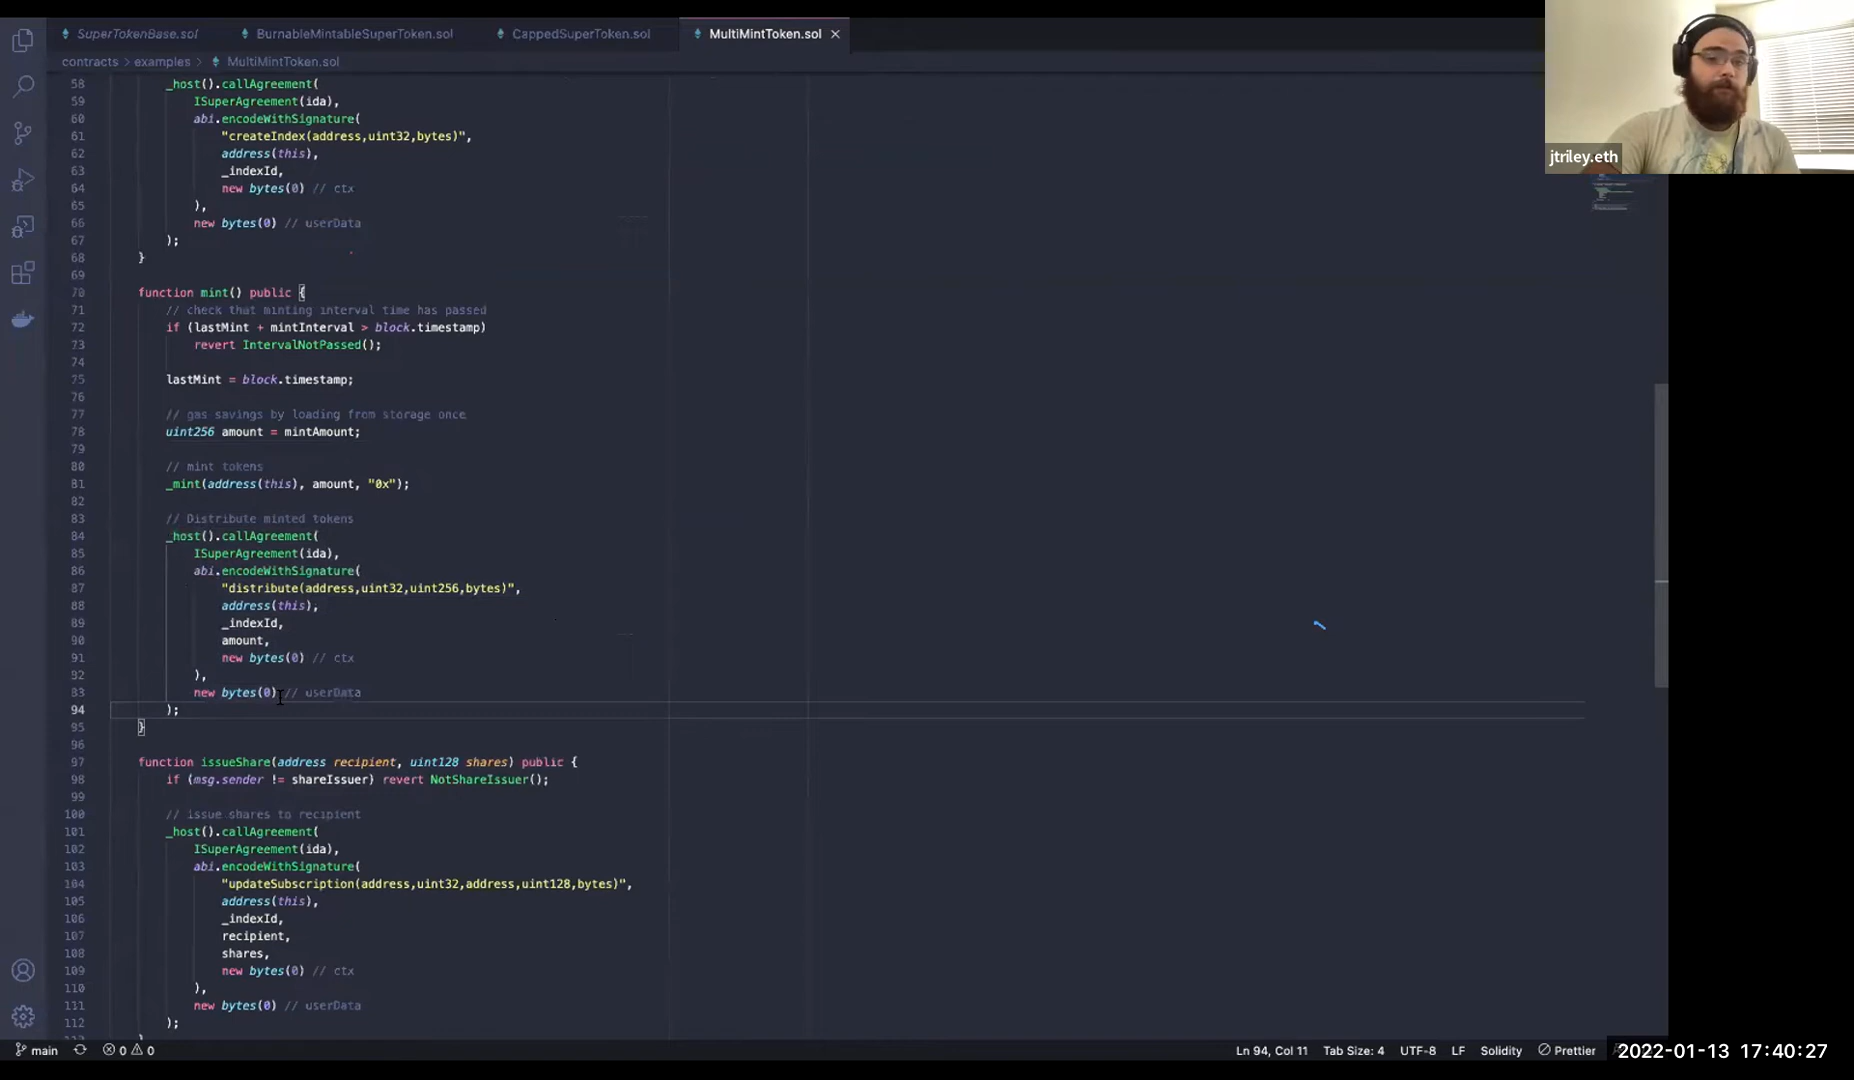 SuperTokenBase.sol
BurnableMintableSuperToken.sol
CappedSuperToken.sol
MultiMintToken.sol
contracts > examples > MultiMintToken.sol
58 _host().callAgreement(
59 ISuperAgreement(ida),
60 abi.encodeWithSignature(
61 "createIndex(address,uint32,bytes)",
62 address(this),
63 _indexId,
64 new bytes(0) // ctx
65 ),
66 new bytes(0) // userData
67 );
68 }
69
70 function mint() public {
71 // check that minting interval time has passed
72 if (lastMint + mintInterval > block.timestamp)
73 revert IntervalNotPassed();
74
75 lastMint = block.timestamp;
76
77 // gas savings by loading from storage once
78 uint256 amount = mintAmount;
79
80 // mint tokens
81 _mint(address(this), amount, "0x");
82
83 // Distribute minted tokens
84 _host().callAgreement(
85 ISuperAgreement(ida),
86 abi.encodeWithSignature(
87 "distribute(address,uint32,uint256,bytes)",
88 address(this),
89 _indexId,
90 amount,
91 new bytes(0) // ctx
92 ),
93 new bytes(0) // userData
94 );
95 }
96
97 function issueShare(address recipient, uint128 shares) public {
98 if (msg.sender != shareIssuer) revert NotShareIssuer();
99
100 // issue shares to recipient
101 _host().callAgreement(
102 ISuperAgreement(ida),
103 abi.encodeWithSignature(
104 "updateSubscription(address,uint32,address,uint128,bytes)",
105 address(this),
106 _indexId,
107 recipient,
108 shares,
109 new bytes(0) // ctx
110 ),
111 new bytes(0) // userData
112 );
jtriley.eth
main 0 0 Ln 94, Col 11 Tab Size: 4 UTF-8 LF Solidity Prettier 2022-01-13 17:40:27